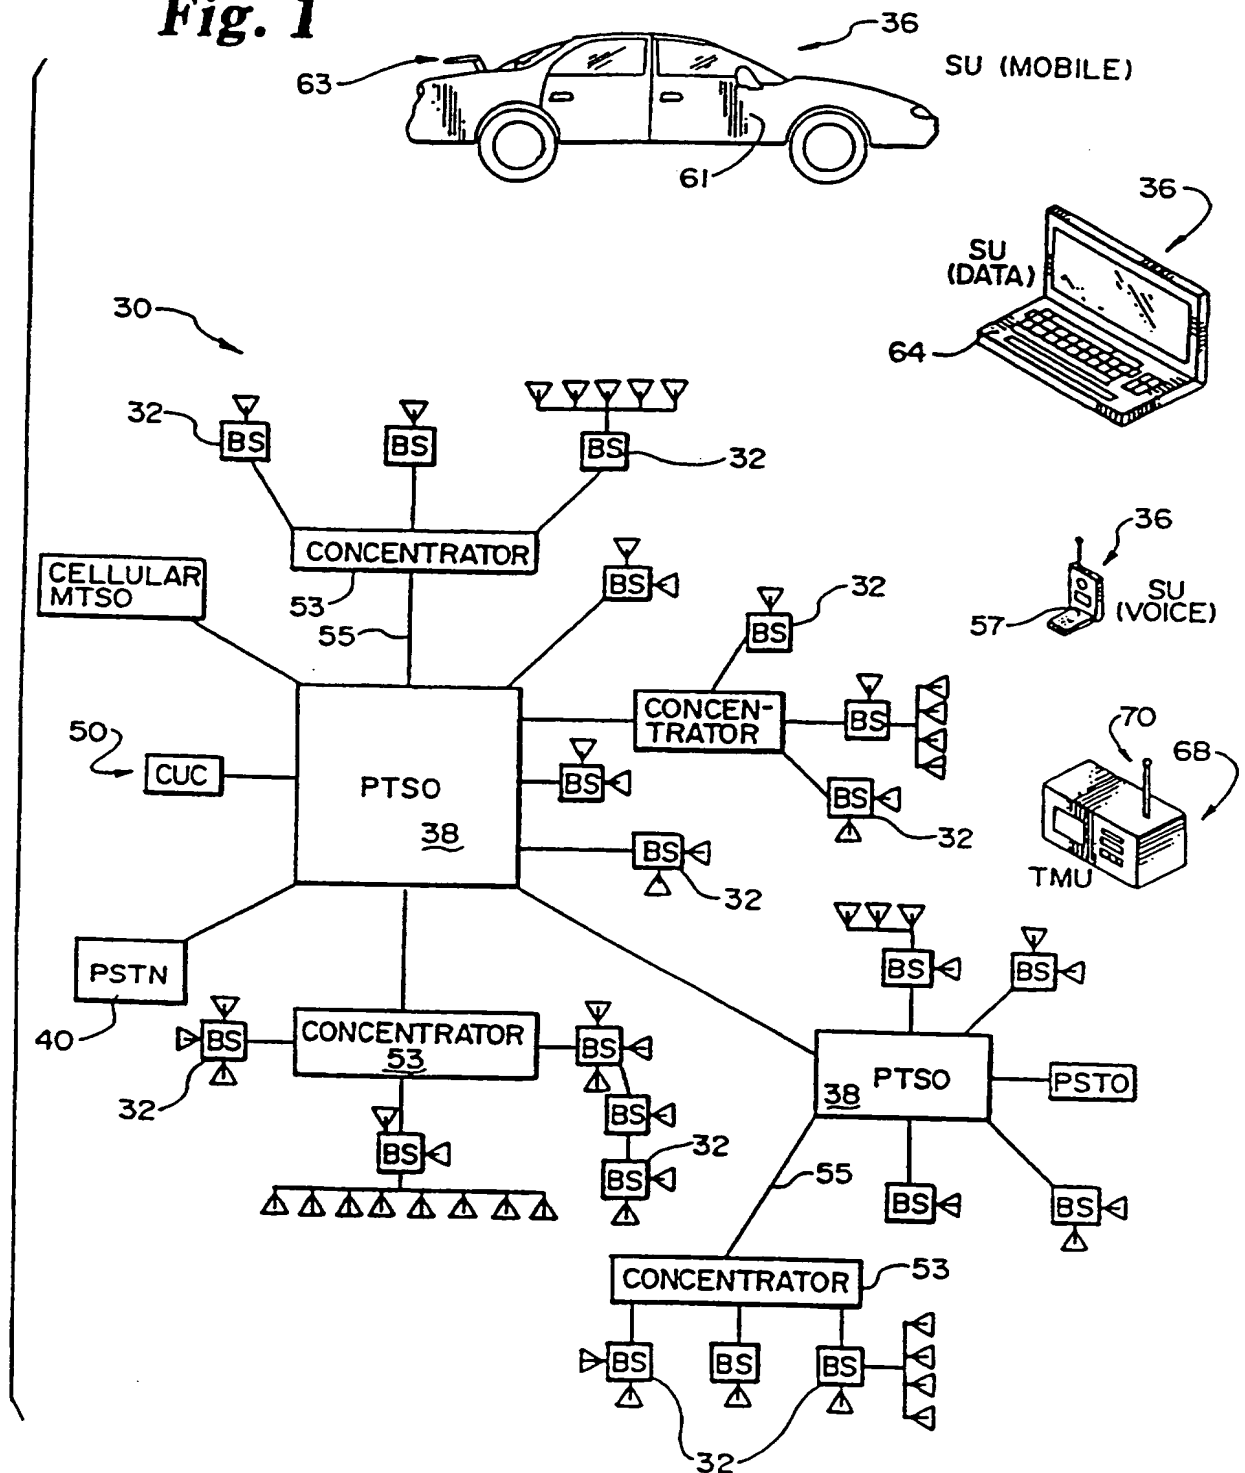 Fig. 1
36
SU (MOBILE)
63
61
36
SU
(DATA)
64
30
32
BS
BS
BS
32
CONCENTRATOR
53
55
CELLULAR
MTSO
BS
36
SU
(VOICE)
57
32
BS
CONCEN-
TRATOR
BS
BS
32
70
68
TMU
50
CUC
PTSO
38
BS
BS
32
PSTN
40
BS
32
CONCENTRATOR
53
BS
BS
BS
32
BS
BS
BS
PTSO
38
PSTO
55
BS
BS
CONCENTRATOR
53
BS
BS
BS
32